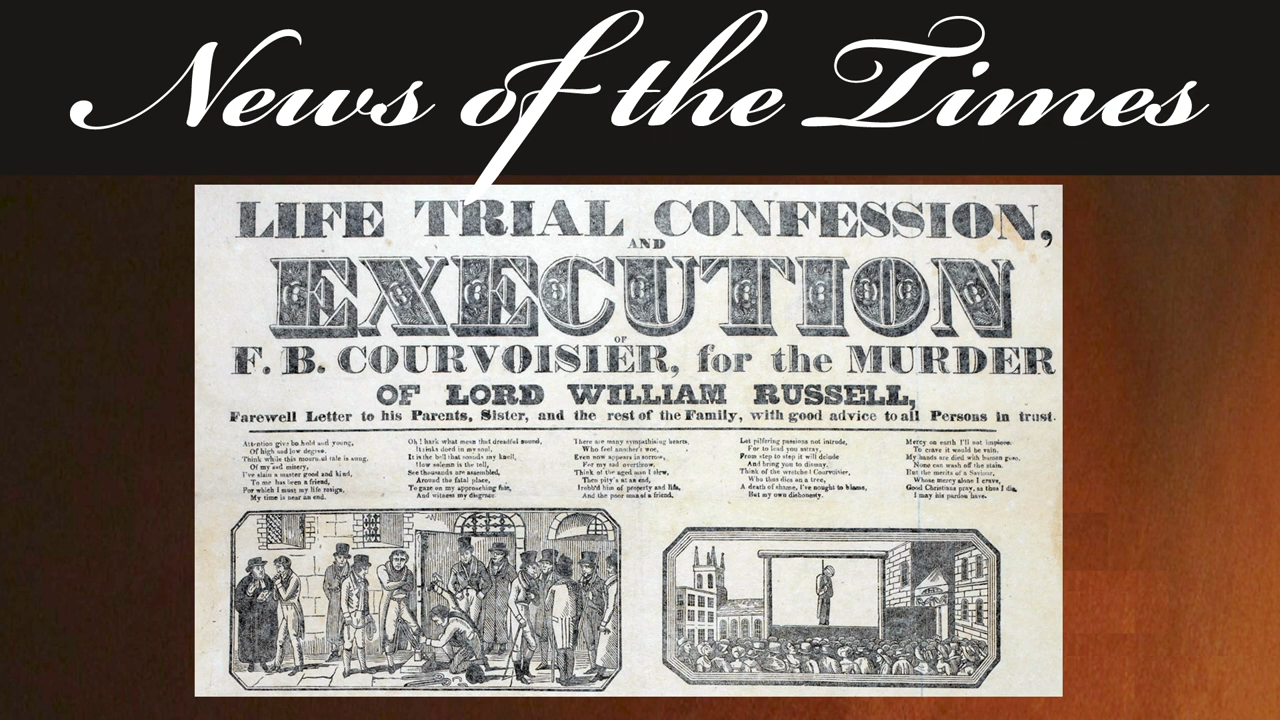 News of the Times
LIFE TRIAL CONFESSION,
AND
EXECUTION
OF
F. B. COURVOISIER, for the MURDER
OF LORD WILLIAM RUSSELL,
Farewell Letter to his Parents, Sister, and the rest of the Family, with good advice to all Persons in trust.
Attention give both old and young,
Of high and low degree,
Think while this mournful tale is sung,
Of my sad misery,
I've slain a master good and kind,
To me has been a friend,
For which I must my life resign,
My time is near an end.
Oh! hark what mean that dreadful sound,
It sinks in my soul,
It is the bell that sounds my knell,
How solemn is the toll,
See thousands are assembled,
Around the fatal place,
To gaze on my approaching fate,
And witness my disgrace.
There are many sympathising hearts,
Who feel another's woe,
Even now appears in sorrow,
For my sad overthrow,
Think of the aged man I slew,
Then pity's at an end,
I robb'd him of property and life,
And the poor man of a friend,
Let pilfering passions not intrude,
For to lead you astray,
From step to step it will delude
And bring you to dismay,
Think of the wretched Courvoisier,
Who thus dies on a tree,
A death of shame, I've nought to blame,
But my own dishonesty.
Mercy on earth I'll not implore,
To crave it would be vain,
My hands are died with human gore,
None can wash off the stain,
But the merits of a Saviour,
Whose mercy alone I crave,
Good Christians pray, as thus I die,
I may his pardon have.